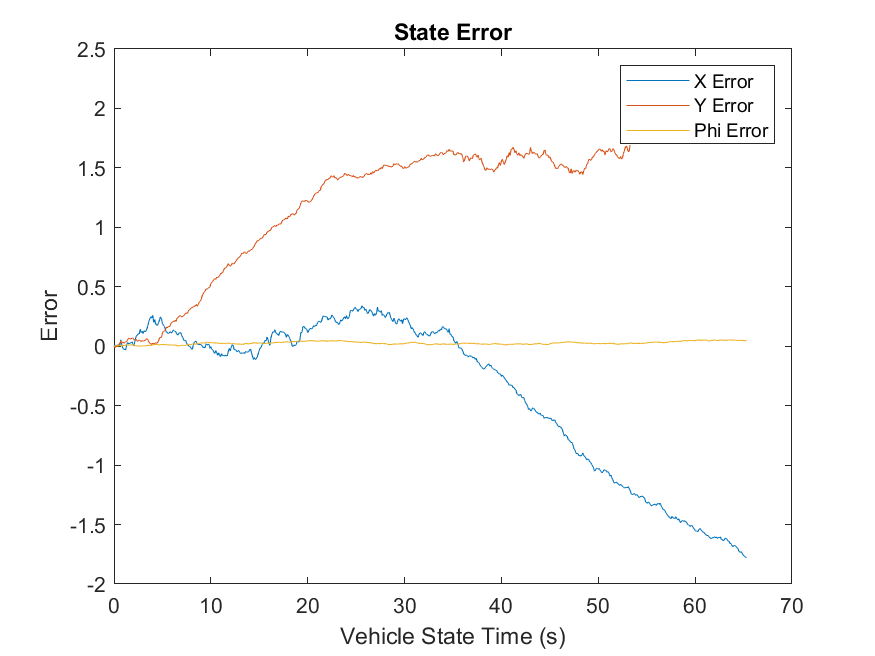 State Error
2.5
2
1.5
1
0.5
0
-0.5
-1
-1.5
-2
Error
X Error
Y Error
Phi Error
0 10 20 30 40 50 60 70
Vehicle State Time (s)